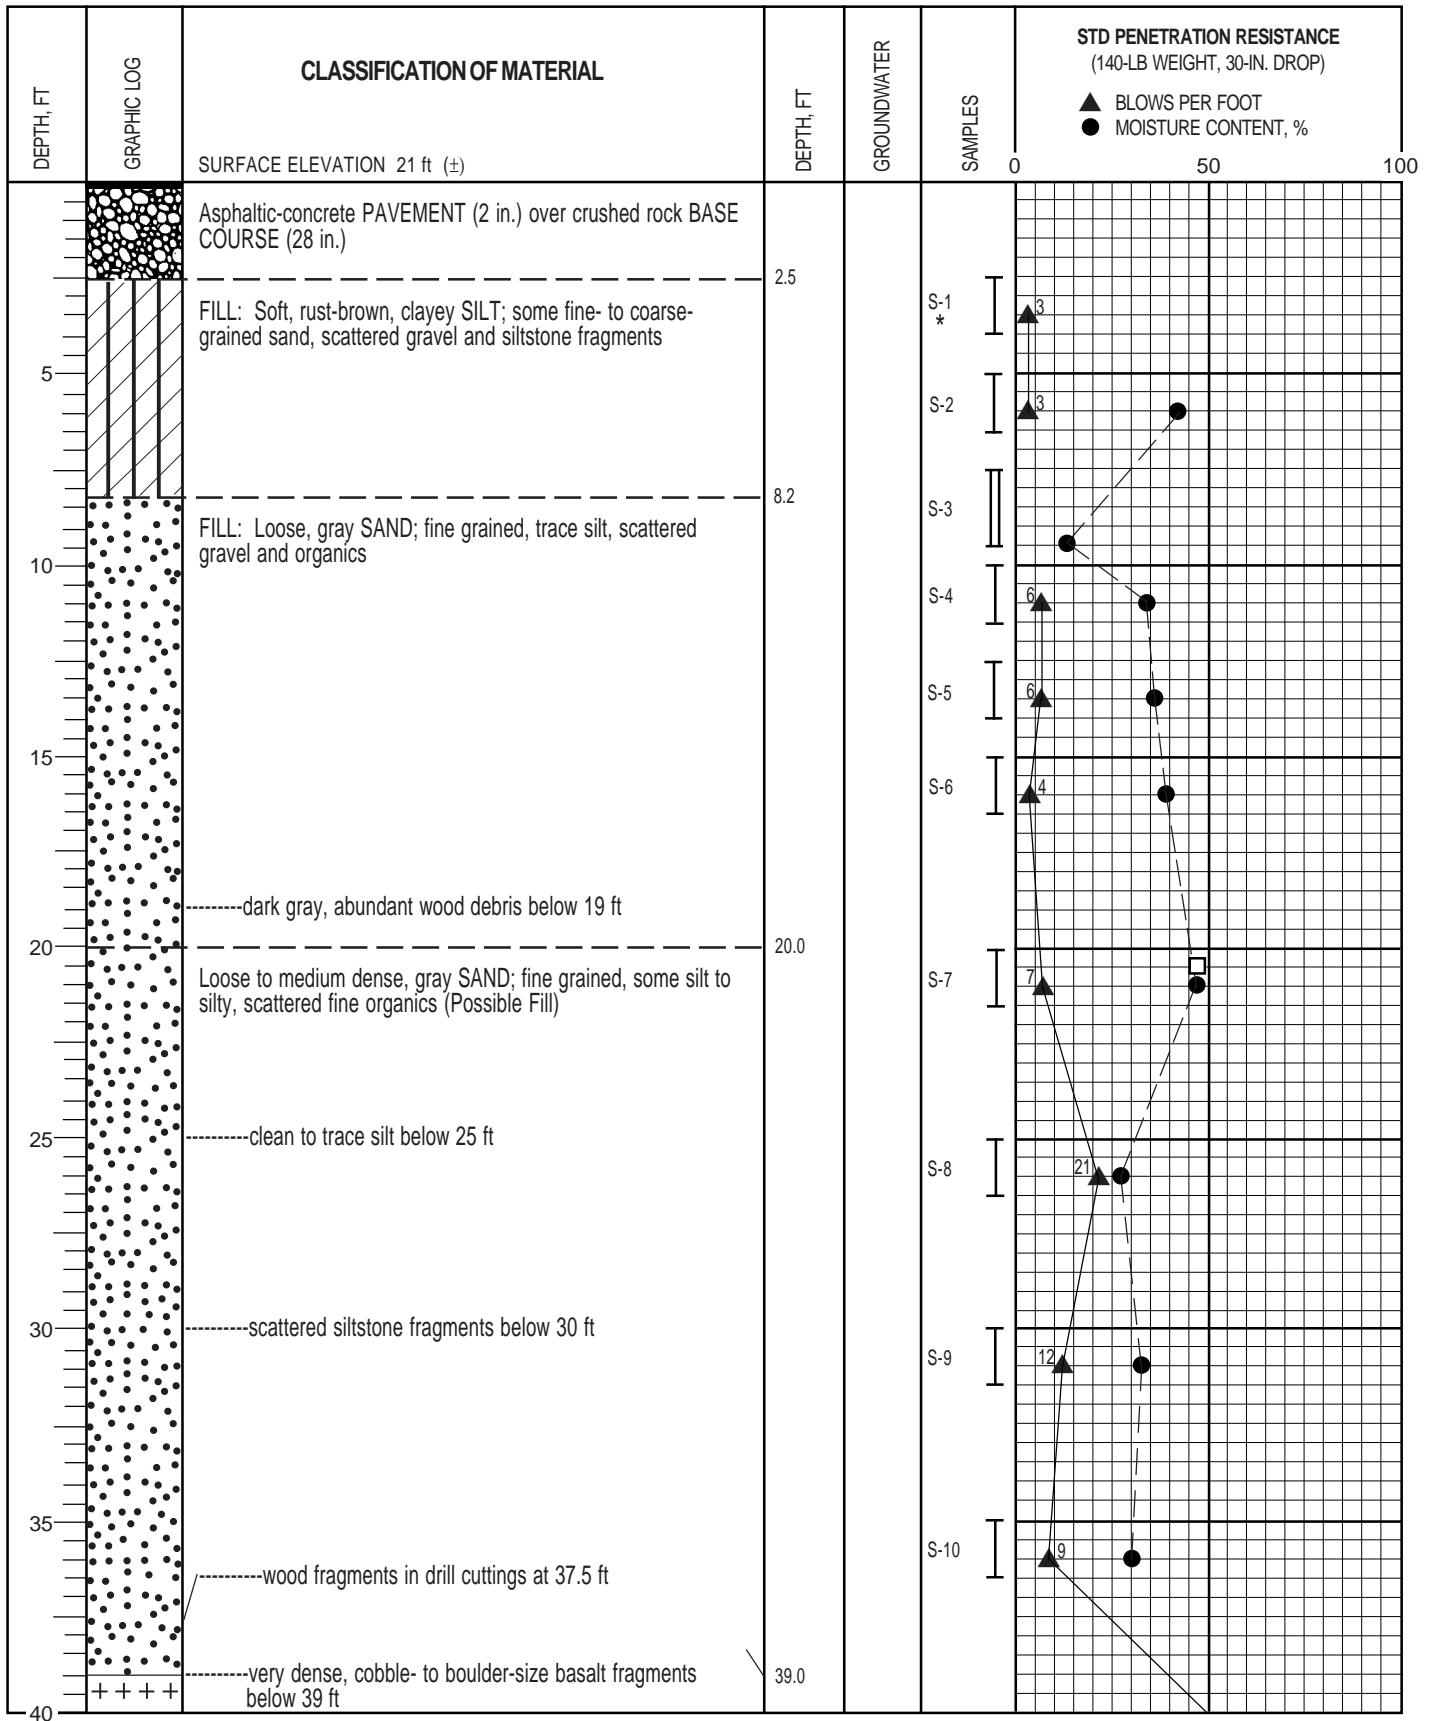 DEPTH, FT
GRAPHIC LOG
CLASSIFICATION OF MATERIAL
SURFACE ELEVATION 21 ft (±)
DEPTH, FT
GROUNDWATER
SAMPLES
STD PENETRATION RESISTANCE
(140-LB WEIGHT, 30-IN. DROP)
BLOWS PER FOOT
MOISTURE CONTENT, %
0 50 100
Asphaltic-concrete PAVEMENT (2 in.) over crushed rock BASE
COURSE (28 in.)
2.5
FILL: Soft, rust-brown, clayey SILT; some fine- to coarse-
grained sand, scattered gravel and siltstone fragments
S-1
*
3
5
S-2
3
8.2
S-3
FILL: Loose, gray SAND; fine grained, trace silt, scattered
gravel and organics
10
S-4
6
S-5
6
15
S-6
4
dark gray, abundant wood debris below 19 ft
20
20.0
Loose to medium dense, gray SAND; fine grained, some silt to
silty, scattered fine organics (Possible Fill)
S-7
7
25
clean to trace silt below 25 ft
S-8
21
30
scattered siltstone fragments below 30 ft
S-9
12
35
S-10
9
wood fragments in drill cuttings at 37.5 ft
very dense, cobble- to boulder-size basalt fragments
below 39 ft
39.0
40